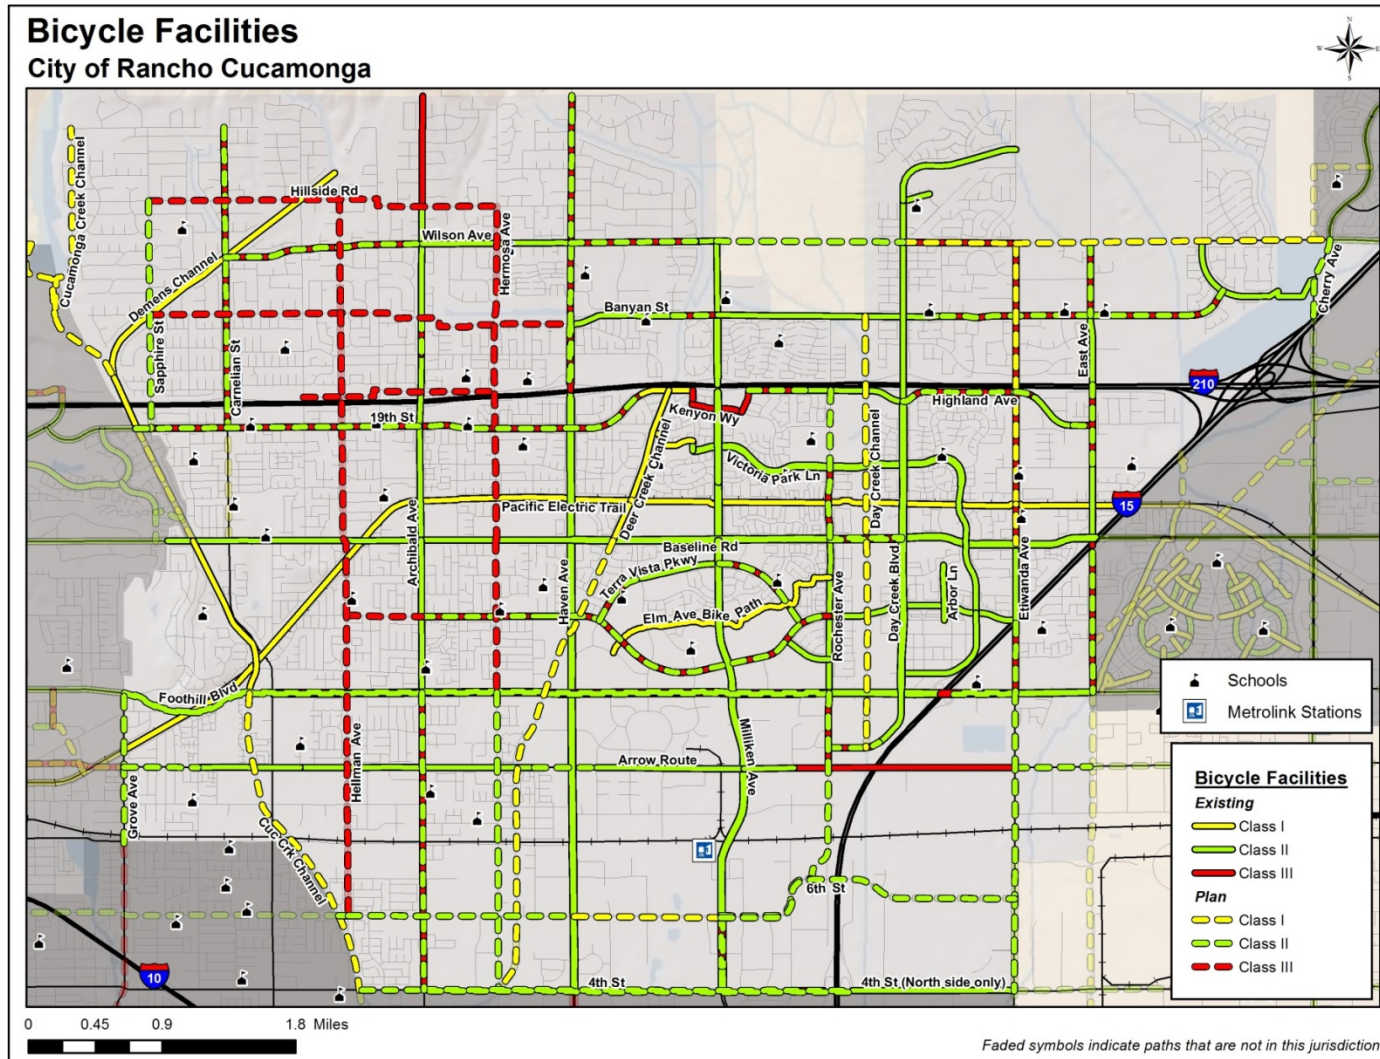 Bicycle Facilities
City of Rancho Cucamonga
N
W E
S
Cucamonga Creek Channel
Hillside Rd
Hermosa Ave
Wilson Ave
Demens Channel
Sapphire St
Carnelian St
Banyan St
Cherry Ave
East Ave
210
Highland Ave
19th St
Kenyon Wy
Deer Creek Channel
Victoria Park Ln
Day Creek Channel
Pacific Electric Trail
15
Archibald Ave
Baseline Rd
Haven Ave
Terra Vista Pkwy
Elm Ave Bike Path
Rochester Ave
Day Creek Blvd
Arbor Ln
Etiwanda Ave
Foothill Blvd
Hellman Ave
Milliken Ave
Arrow Route
Grove Ave
Cuc Crk Channel
6th St
10
4th St
4th St (North side only)
Schools
Metrolink Stations
Bicycle Facilities
Existing
Class I
Class II
Class III
Plan
Class I
Class II
Class III
0 0.45 0.9 1.8 Miles
Faded symbols indicate paths that are not in this jurisdiction